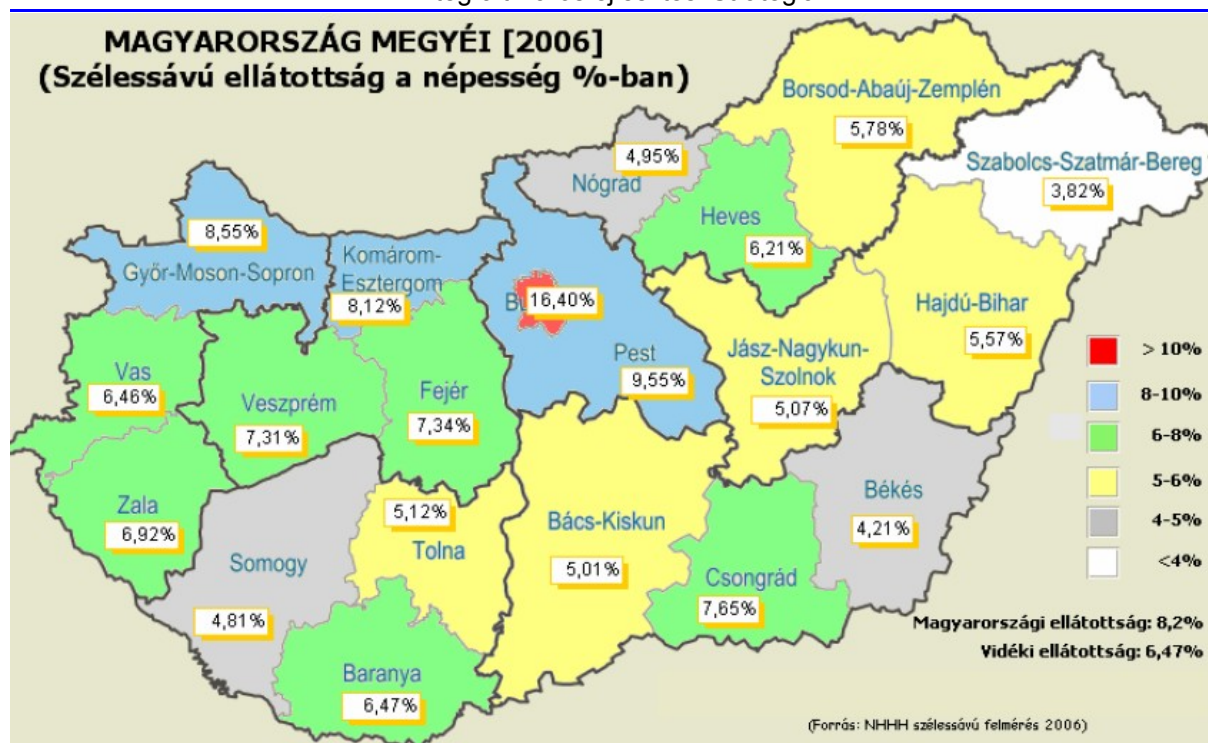 MAGYARORSZÁG MEGYÉI [2006]
(Szélessávú ellátottság a népesség %-ban)
Borsod-Abaúj-Zemplén
5,78%
Szabolcs-Szatmár-Bereg
3,82%
4,95%
Nógrád
Heves
6,21%
8,55%
Győr-Moson-Sopron
Komárom-
Esztergom
8,12%
16,40%
Pest
9,55%
Hajdú-Bihar
5,57%
Jász-Nagykun-
Szolnok
5,07%
Vas
6,46%
Veszprém
7,31%
Fejér
7,34%
Zala
6,92%
Somogy
4,81%
5,12%
Tolna
Bács-Kiskun
5,01%
Békés
4,21%
Csongrád
7,65%
Baranya
6,47%
> 10%
8-10%
6-8%
5-6%
4-5%
<4%
Magyarországi ellátottság: 8,2%
Vidéki ellátottság: 6,47%
(Forrás: NHHH szélessávú felmérés 2006)